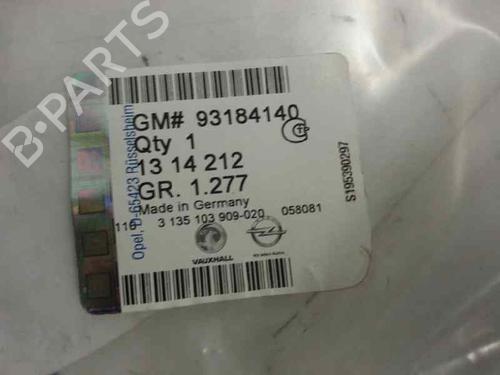 B-PARTS
GM# 93184140
Qty 1
13 14 212
GR. 1.277
Made in Germany
3 135 103 909-020 058081
VAUXHALL
Opel, D-65423 Rüsselsheim
S195390297